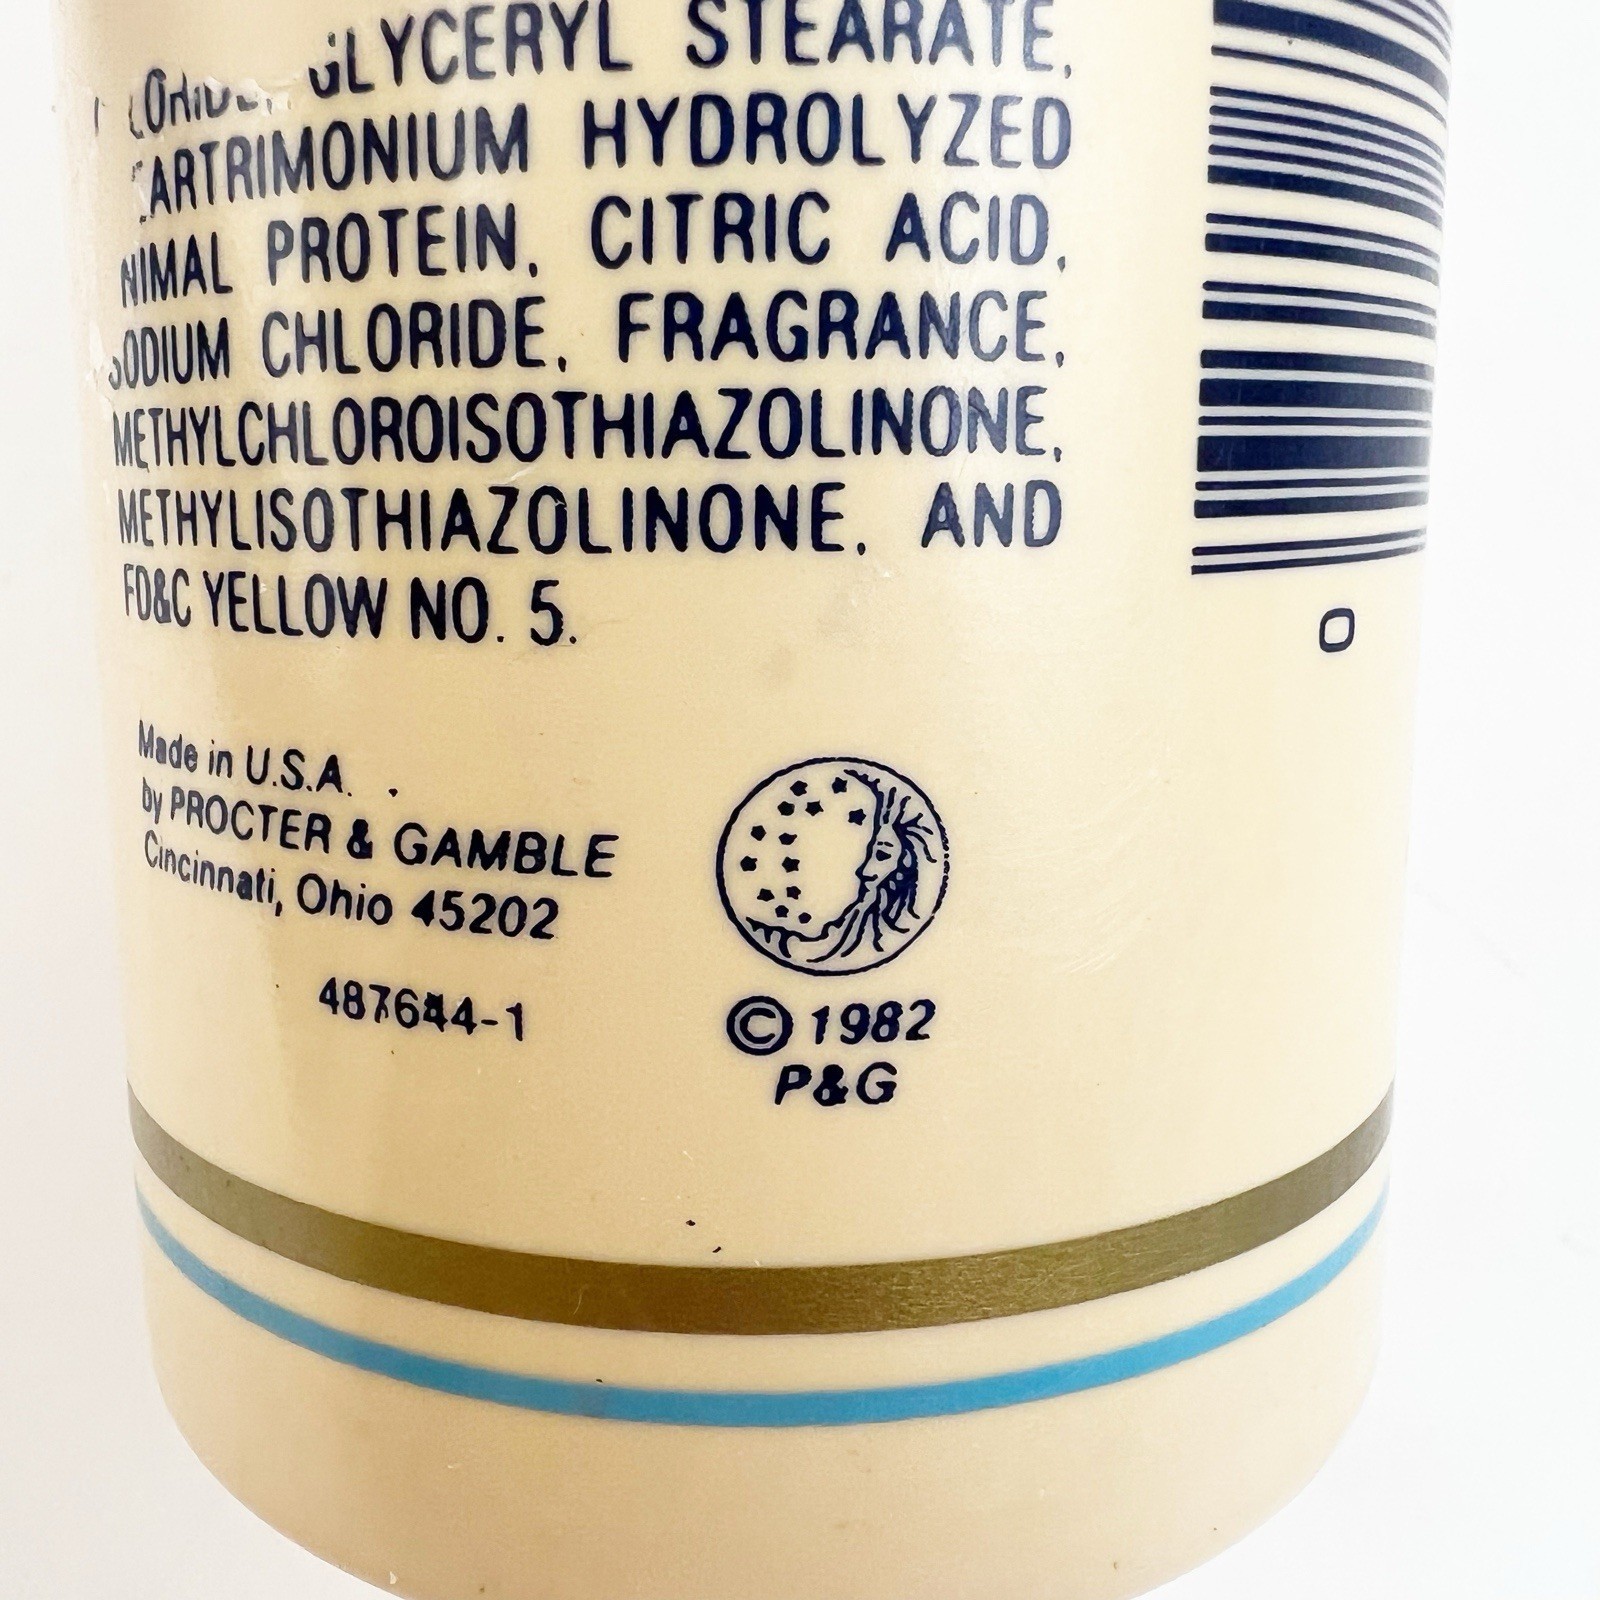 GLYCERYL STEARATE,
HYDROLYZED
NIMAL PROTEIN, CITRIC ACID,
SODIUM CHLORIDE, FRAGRANCE,
METHYLCHLOROISOTHIAZOLINONE,
METHYLISOTHIAZOLINONE, AND
FD&C YELLOW NO. 5.
Made in U.S.A.
by PROCTER & GAMBLE
Cincinnati, Ohio 45202
487644-1
© 1982
P&G
0